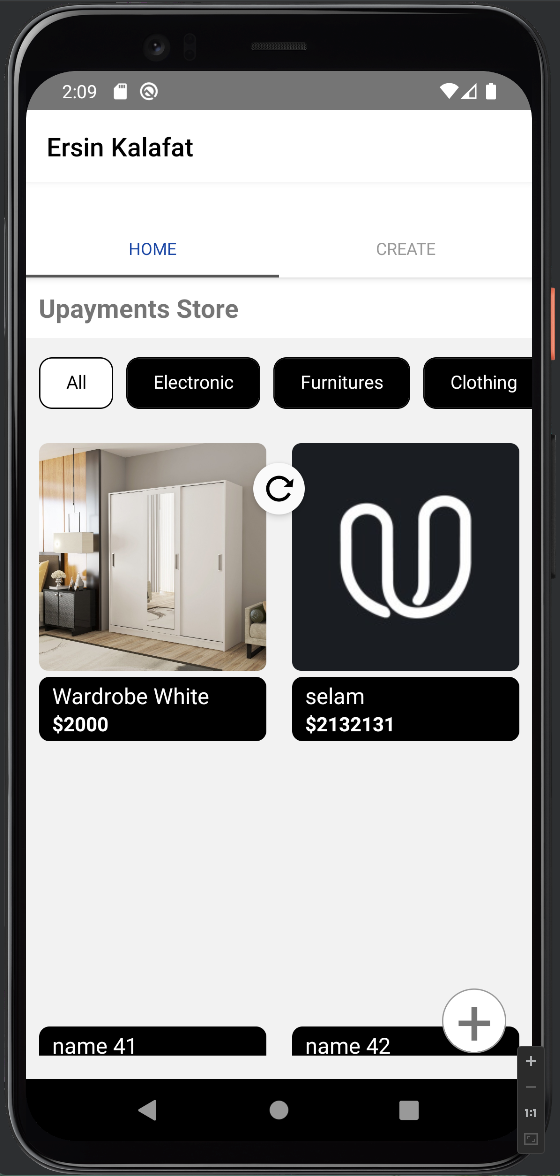 2:09
Ersin Kalafat
HOME CREATE
Upayments Store
All Electronic Furnitures Clothing
Wardrobe White
$2000
selam
$2132131
name 41
name 42
1:1